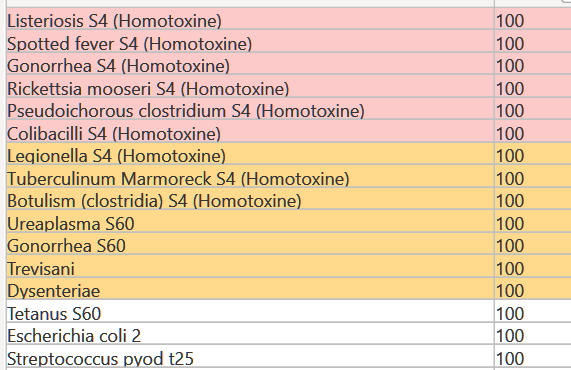 Listeriosis S4 (Homotoxine) 100
Spotted fever S4 (Homotoxine) 100
Gonorrhea S4 (Homotoxine) 100
Rickettsia mooseri S4 (Homotoxine) 100
Pseudoichorous clostridium S4 (Homotoxine) 100
Colibacilli S4 (Homotoxine) 100
Legionella S4 (Homotoxine) 100
Tuberculinum Marmoreck S4 (Homotoxine) 100
Botulism (clostridia) S4 (Homotoxine) 100
Ureaplasma S60 100
Gonorrhea S60 100
Trevisani 100
Dysenteriae 100
Tetanus S60 100
Escherichia coli 2 100
Streptococcus pyod t25 100